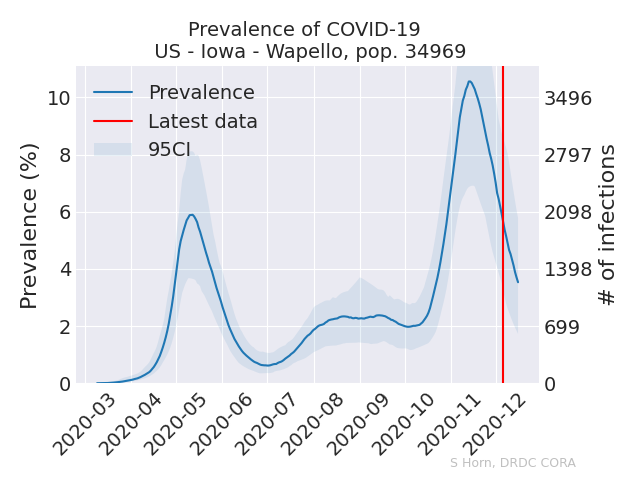 Prevalence of COVID-19
US - Iowa - Wapello, pop. 34969
Prevalence
Latest data
95CI
Prevalence (%)
10
8
6
4
2
0
3496
2797
2098
1398
699
0
# of infections
2020-03
2020-04
2020-05
2020-06
2020-07
2020-08
2020-09
2020-10
2020-11
2020-12
S Horn, DRDC CORA